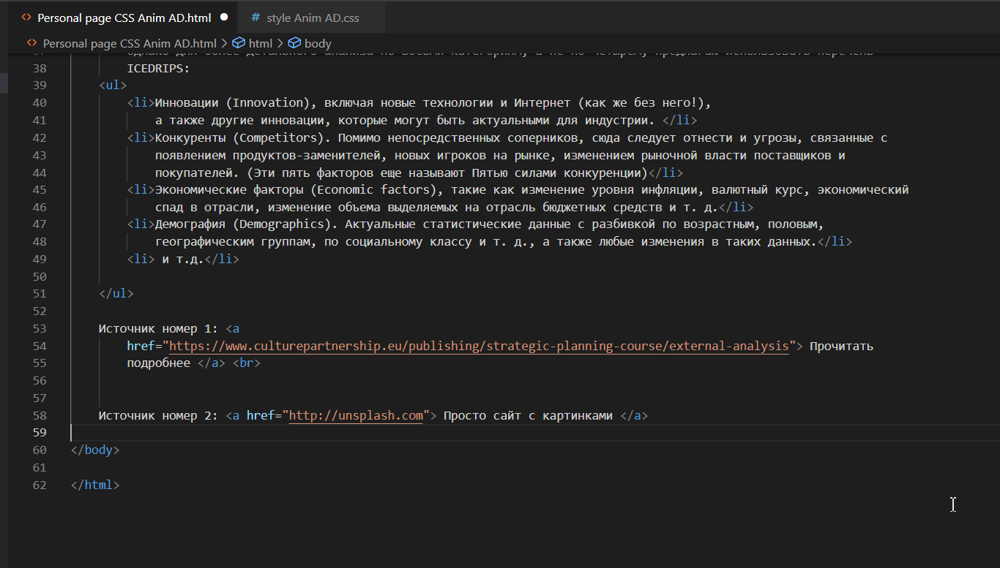 Personal page CSS Anim AD.html ● # style Anim AD.css
Personal page CSS Anim AD.html > html > body
38 ICEDRIPS:
39 <ul>
40 <li>Инновации (Innovation), включая новые технологии и Интернет (как же без него!),
41 а также другие инновации, которые могут быть актуальными для индустрии. </li>
42 <li>Конкуренты (Competitors). Помимо непосредственных соперников, сюда следует отнести и угрозы, связанные с
43 появлением продуктов-заменителей, новых игроков на рынке, изменением рыночной власти поставщиков и
44 покупателей. (Эти пять факторов еще называют Пятью силами конкуренции)</li>
45 <li>Экономические факторы (Economic factors), такие как изменение уровня инфляции, валютный курс, экономический
46 спад в отрасли, изменение объема выделяемых на отрасль бюджетных средств и т. д.</li>
47 <li>Демография (Demographics). Актуальные статистические данные с разбивкой по возрастным, половым,
48 географическим группам, по социальному классу и т. д., а также любые изменения в таких данных.</li>
49 <li> и т.д.</li>
50
51 </ul>
52
53 Источник номер 1: <a
54 href="https://www.culturepartnership.eu/publishing/strategic-planning-course/external-analysis"> Прочитать
55 подробнее </a> <br>
56
57
58 Источник номер 2: <a href="http://unsplash.com"> Просто сайт с картинками </a>
59
60 </body>
61
62 </html>